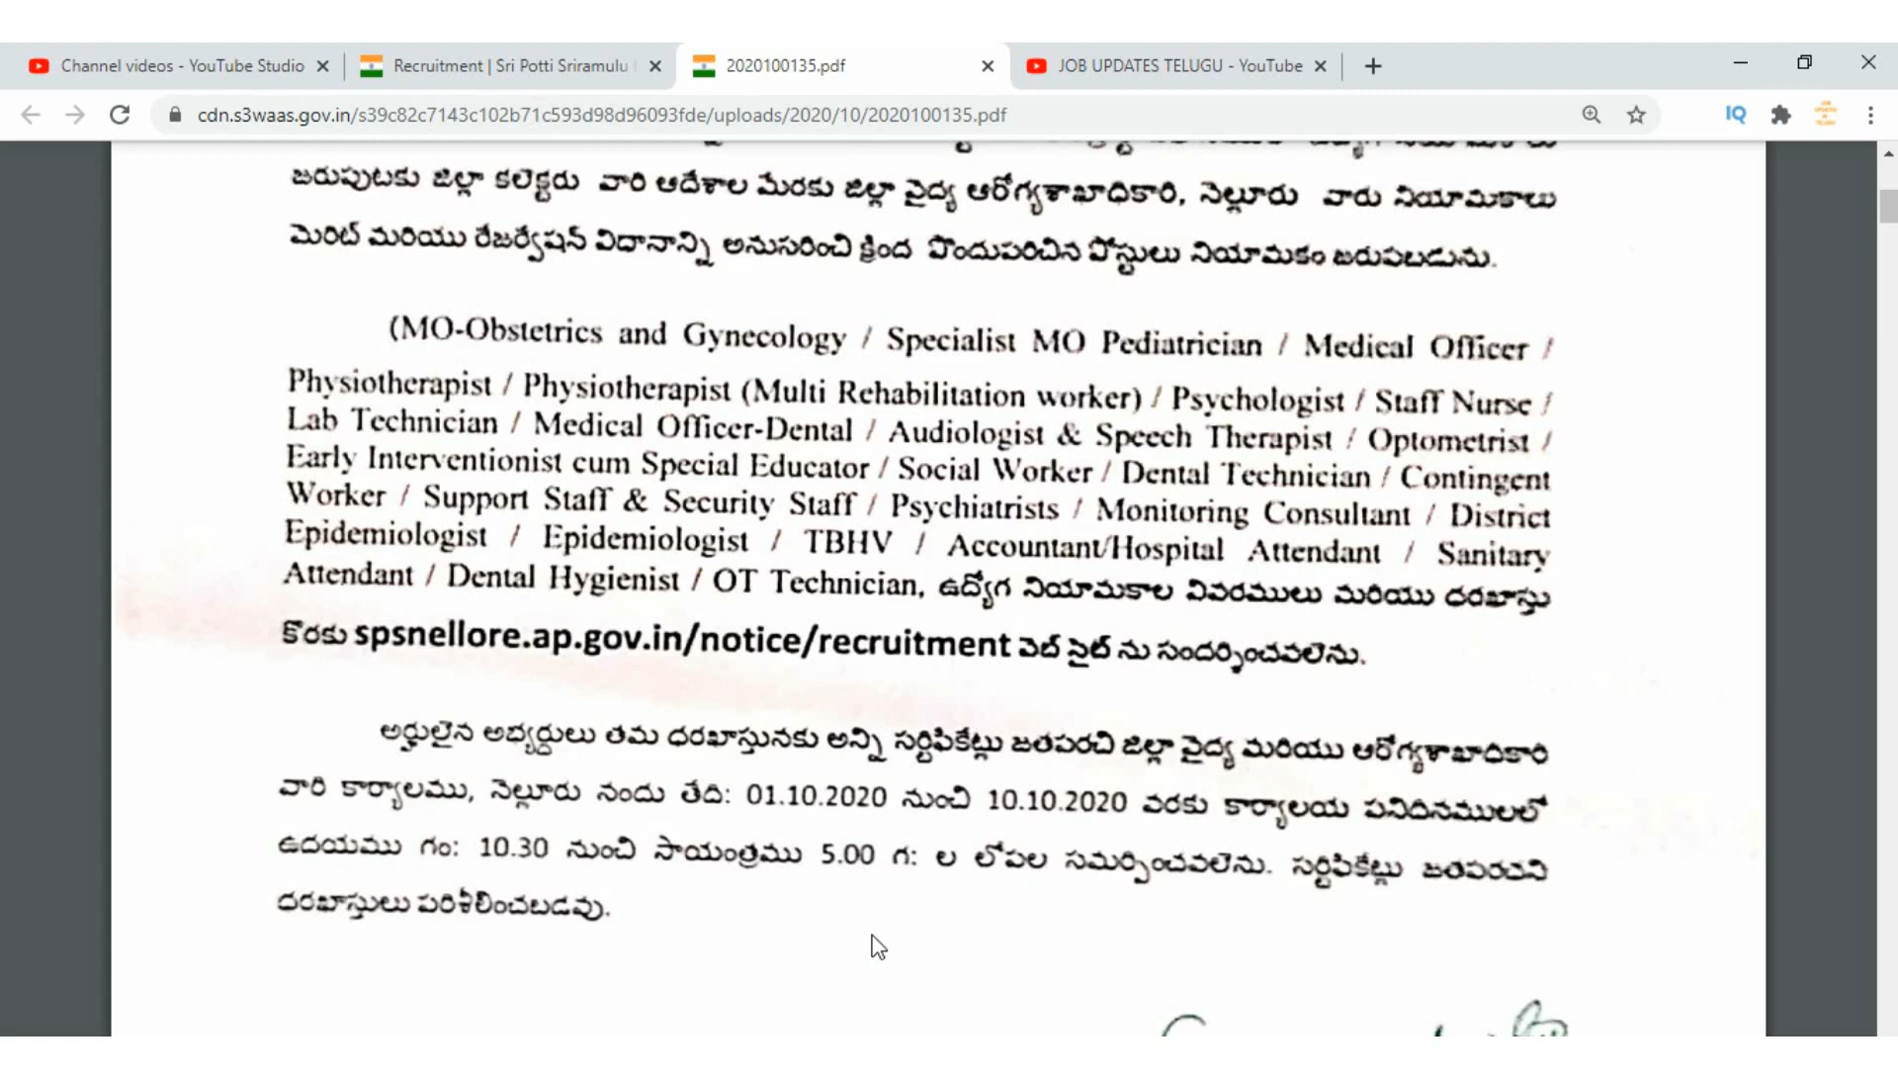 Channel videos - YouTube Studio
Recruitment | Sri Potti Sriramulu
2020100135.pdf
JOB UPDATES TELUGU - YouTube
cdn.s3waas.gov.in/s39c82c7143c102b71c593d98d96093fde/uploads/2020/10/2020100135.pdf
IQ
జరుపుటకు జిల్లా కలెక్టరు వారి ఆదేశాల మేరకు జిల్లా వైద్య ఆరోగ్యశాఖాధికారి, నెల్లూరు వారు నియామకాలు
మెరిట్ మరియు రేజర్వేషన్ విదానాన్ని అనుసరించి క్రింద పొందుపరిచిన పోస్టులు నియామకం జరుపబడును.
(MO-Obstetrics and Gynecology / Specialist MO Pediatrician / Medical Officer /
Physiotherapist / Physiotherapist (Multi Rehabilitation worker) / Psychologist / Staff Nurse /
Lab Technician / Medical Officer-Dental / Audiologist & Speech Therapist / Optometrist /
Early Interventionist cum Special Educator / Social Worker / Dental Technician / Contingent
Worker / Support Staff & Security Staff / Psychiatrists / Monitoring Consultant / District
Epidemiologist / Epidemiologist / TBHV / Accountant/Hospital Attendant / Sanitary
Attendant / Dental Hygienist / OT Technician, ఉద్యోగ నియామకాల వివరములు మరియు దరఖాస్తు
కొరకు spsnellore.ap.gov.in/notice/recruitment వెబ్ సైట్ ను సందర్శించవలెను.
అర్హులైన అభ్యర్దులు తమ దరఖాస్తునకు అన్ని సర్టిఫికేట్లు జతపరచి జిల్లా వైద్య మరియు ఆరోగ్యశాఖాధికారి
వారి కార్యాలము, నెల్లూరు నందు తేది: 01.10.2020 నుంచి 10.10.2020 వరకు కార్యాలయ పనిదినములలో
ఉదయము గం: 10.30 నుంచి సాయంత్రము 5.00 గ: ల లోపల సమర్పించవలెను. సర్టిఫికేట్లు జతపరచని
దరఖాస్తులు పరిశీలించబడవు.